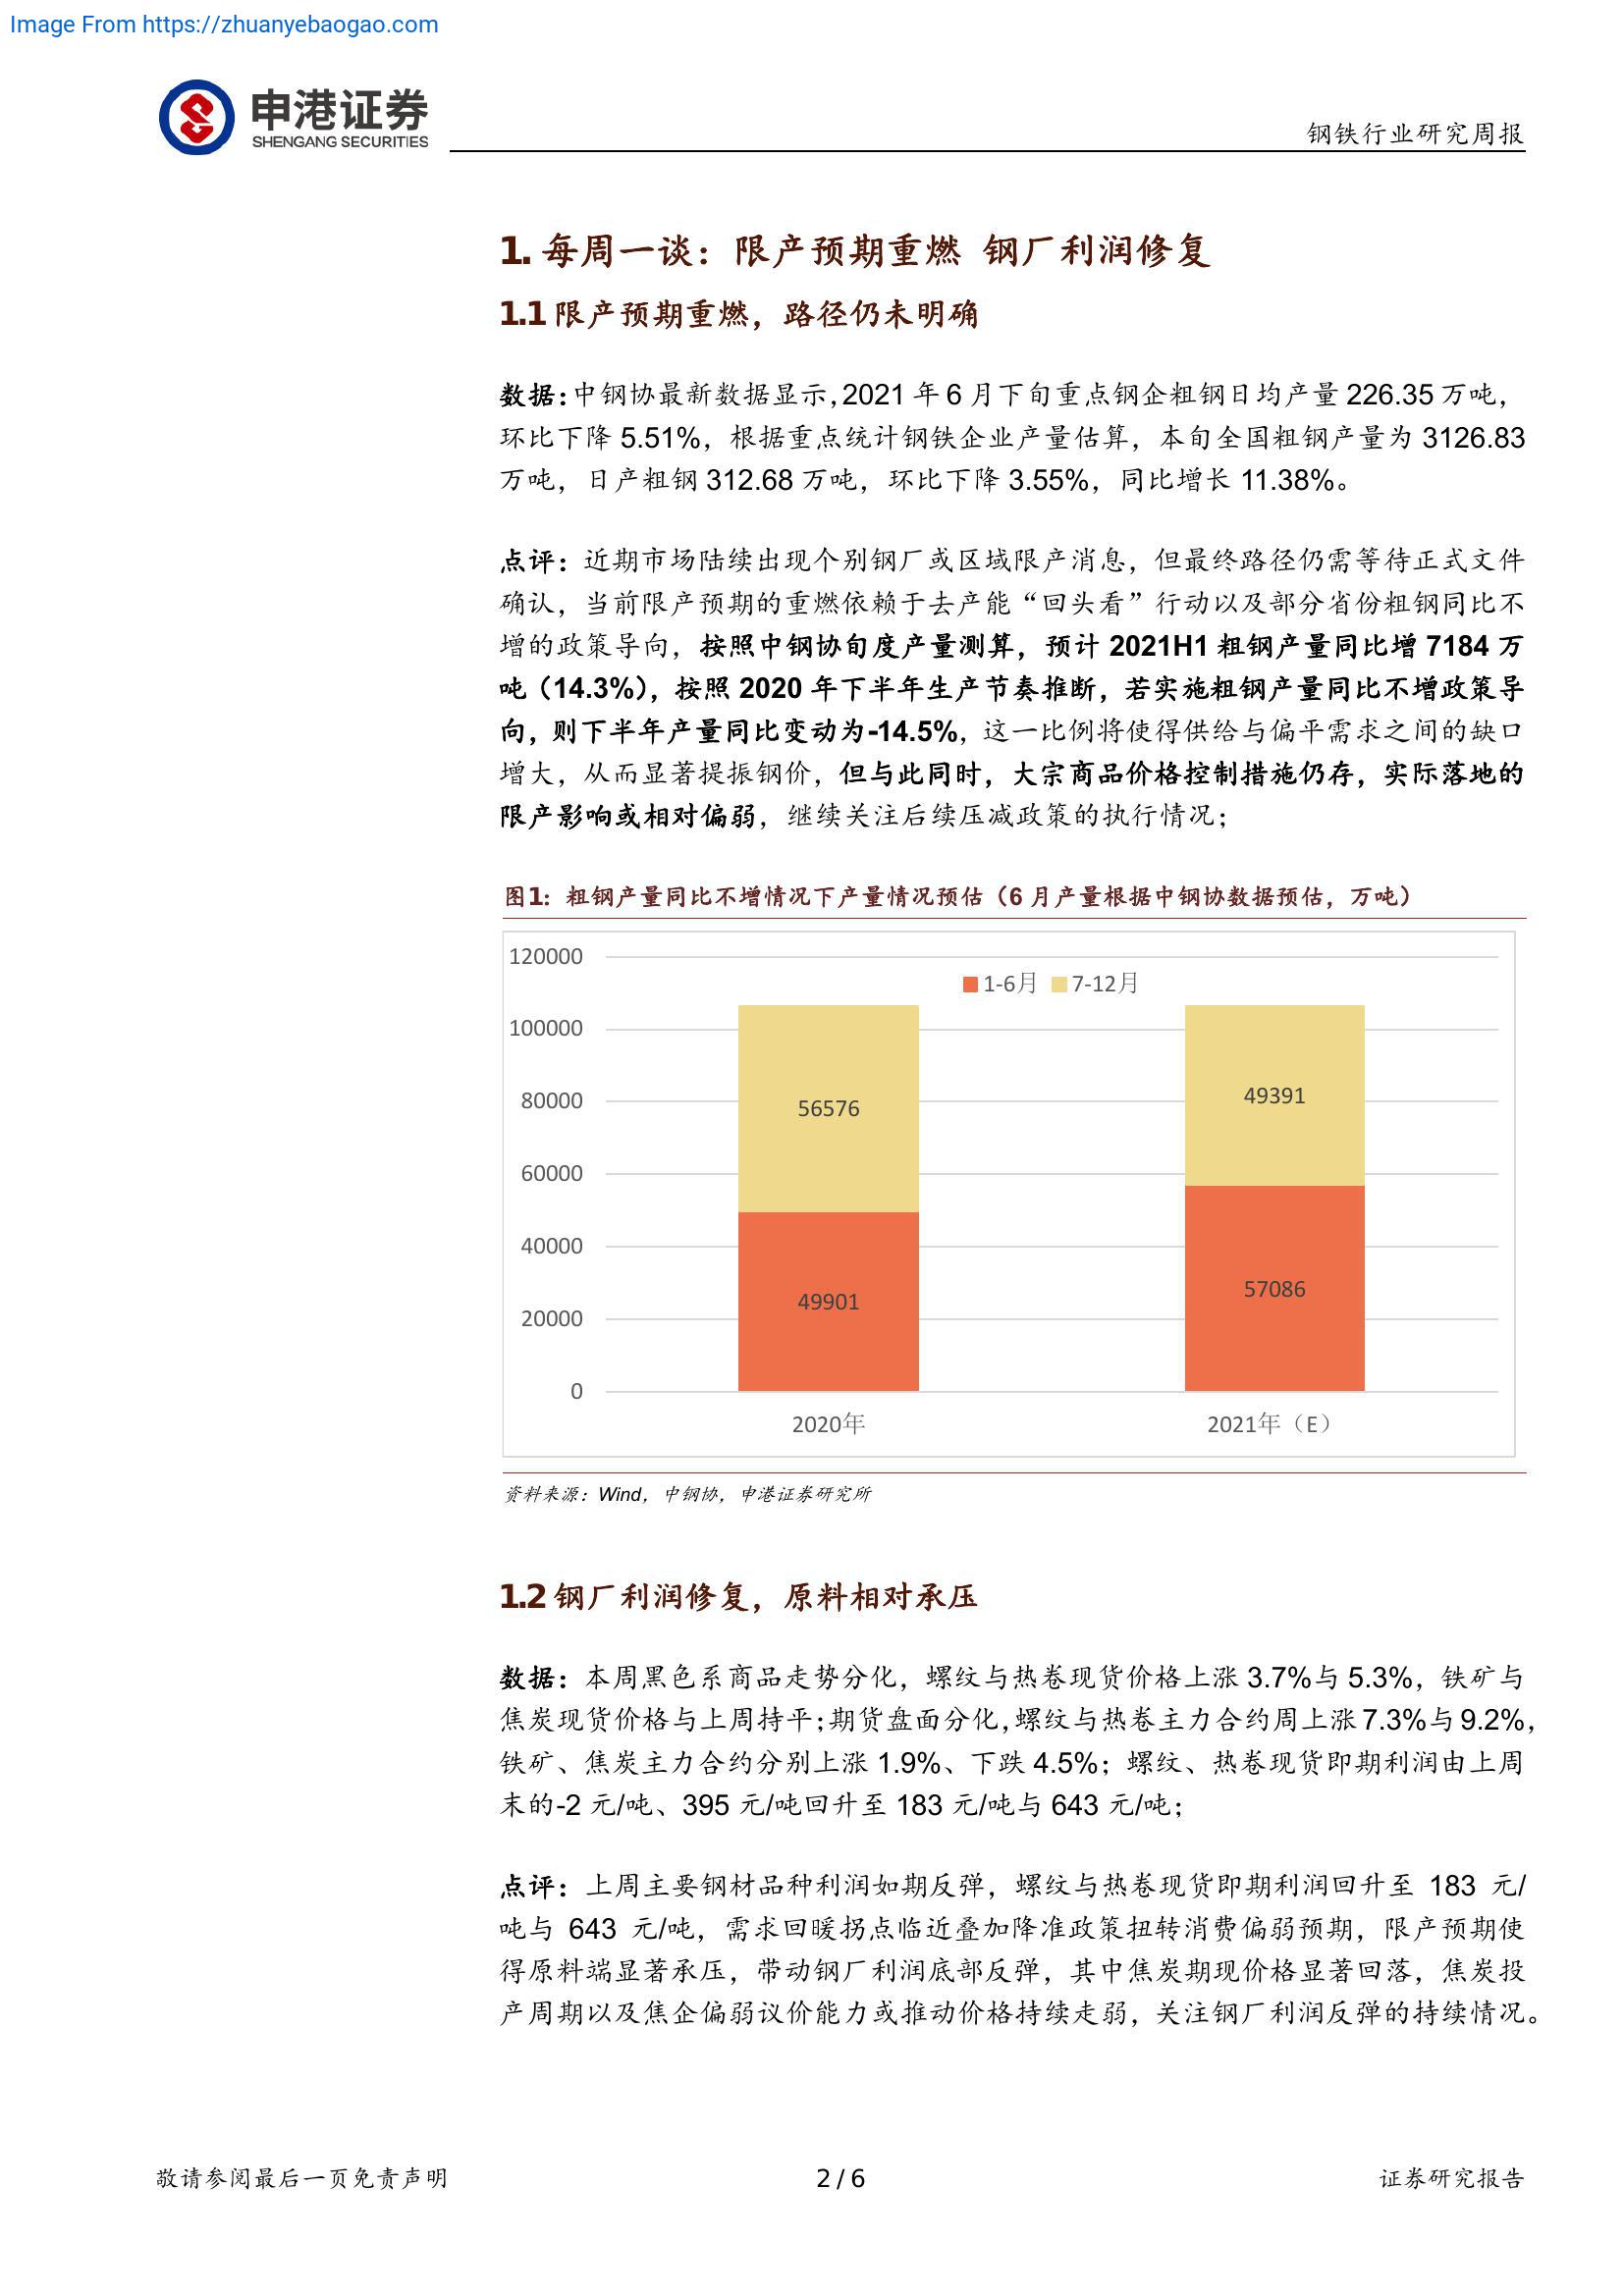 Image From https://zhuanyebaogao.com
申港证券
SHENGANG SECURITIES
钢铁行业研究周报
1. 每周一谈：限产预期重燃 钢厂利润修复
1.1 限产预期重燃，路径仍未明确
数据：中钢协最新数据显示，2021 年 6 月下旬重点钢企粗钢日均产量 226.35 万吨，
环比下降 5.51%，根据重点统计钢铁企业产量估算，本旬全国粗钢产量为 3126.83
万吨，日产粗钢 312.68 万吨，环比下降 3.55%，同比增长 11.38%。
点评：近期市场陆续出现个别钢厂或区域限产消息，但最终路径仍需等待正式文件
确认，当前限产预期的重燃依赖于去产能“回头看”行动以及部分省份粗钢同比不
增的政策导向，按照中钢协旬度产量测算，预计 2021H1 粗钢产量同比增 7184 万
吨（14.3%），按照 2020 年下半年生产节奏推断，若实施粗钢产量同比不增政策导
向，则下半年产量同比变动为-14.5%，这一比例将使得供给与偏平需求之间的缺口
增大，从而显著提振钢价，但与此同时，大宗商品价格控制措施仍存，实际落地的
限产影响或相对偏弱，继续关注后续压减政策的执行情况；
图1：粗钢产量同比不增情况下产量情况预估（6 月产量根据中钢协数据预估，万吨）
120000
1-6月 7-12月
100000
56576
49391
80000
60000
40000
49901
57086
20000
0
2020年
2021年（E）
资料来源：Wind，中钢协，申港证券研究所
1.2 钢厂利润修复，原料相对承压
数据：本周黑色系商品走势分化，螺纹与热卷现货价格上涨 3.7%与 5.3%，铁矿与
焦炭现货价格与上周持平；期货盘面分化，螺纹与热卷主力合约周上涨 7.3%与 9.2%，
铁矿、焦炭主力合约分别上涨 1.9%、下跌 4.5%；螺纹、热卷现货即期利润由上周
末的-2 元/吨、395 元/吨回升至 183 元/吨与 643 元/吨；
点评：上周主要钢材品种利润如期反弹，螺纹与热卷现货即期利润回升至 183 元/
吨与 643 元/吨，需求回暖拐点临近叠加降准政策扭转消费偏弱预期，限产预期使
得原料端显著承压，带动钢厂利润底部反弹，其中焦炭期现价格显著回落，焦炭投
产周期以及焦企偏弱议价能力或推动价格持续走弱，关注钢厂利润反弹的持续情况。
敬请参阅最后一页免责声明
2 / 6
证券研究报告